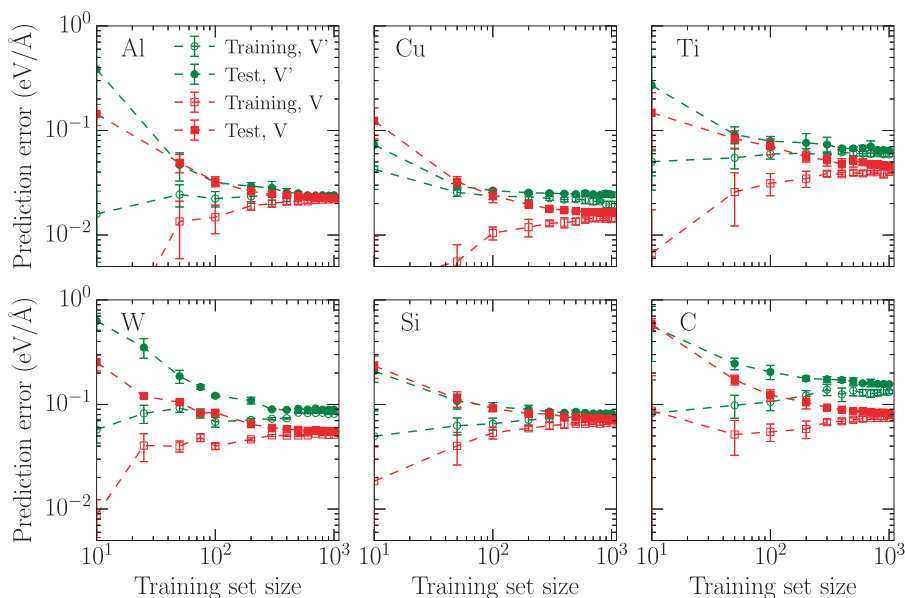 Prediction error (eV/Å)
10^0
10^-1
10^-2
Al
Training, V'
Test, V'
Training, V
Test, V
Cu
Ti
Prediction error (eV/Å)
10^0
10^-1
10^-2
W
Si
C
10^1
10^2
10^3
10^1
10^2
10^3
10^1
10^2
10^3
Training set size
Training set size
Training set size